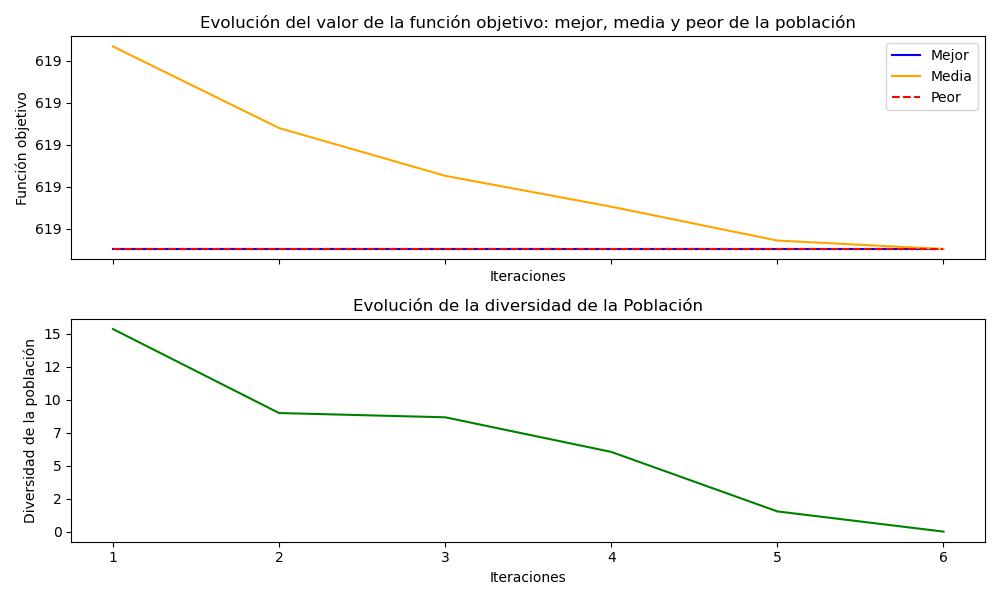 Evolución del valor de la función objetivo: mejor, media y peor de la población
Función objetivo
619
619
619
619
619
Mejor
Media
Peor
Iteraciones
Evolución de la diversidad de la Población
Diversidad de la población
15
12
10
7
5
2
0
1 2 3 4 5 6
Iteraciones